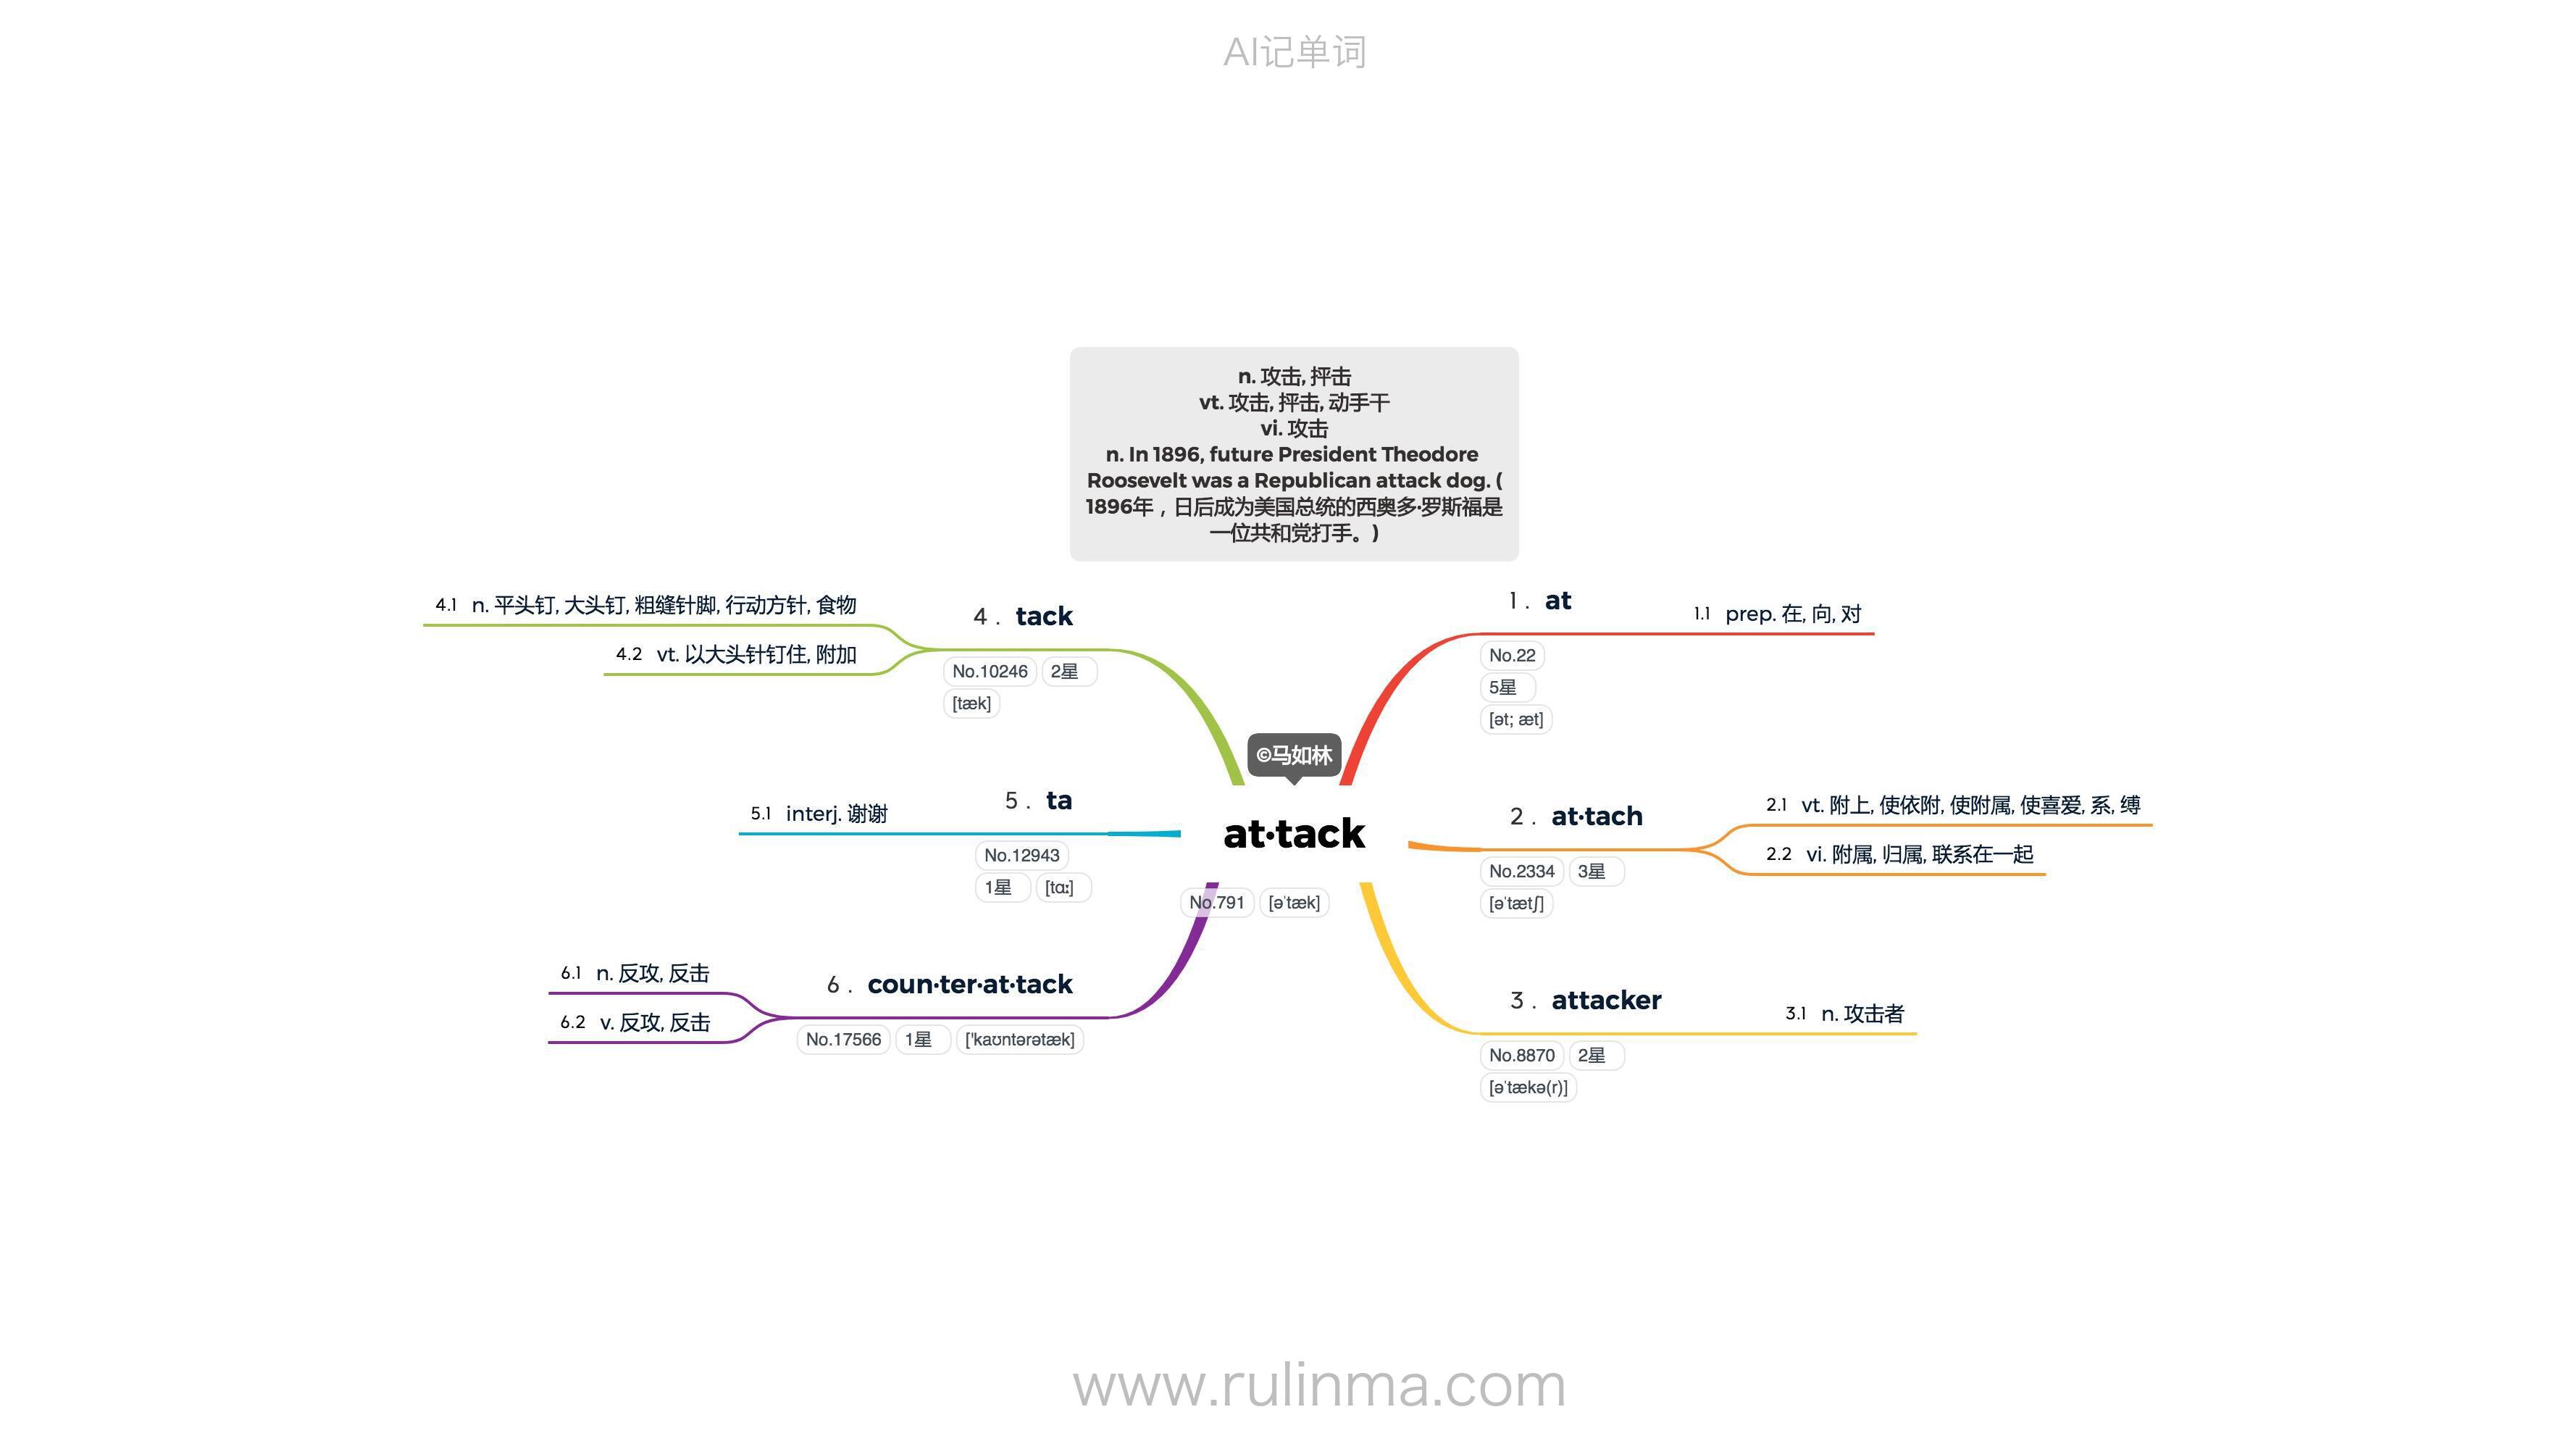 AI记单词
n. 攻击, 抨击
vt. 攻击, 抨击, 动手干
vi. 攻击
n. In 1896, future President Theodore
Roosevelt was a Republican attack dog. (
1896年，日后成为美国总统的西奥多·罗斯福是
一位共和党打手。)
©马如林
at·tack
No.791 [əˈtæk]
1. at
No.22
5星
[ət; æt]
1.1 prep. 在, 向, 对
2. at·tach
No.2334 3星
[əˈtætʃ]
2.1 vt. 附上, 使依附, 使附属, 使喜爱, 系, 缚
2.2 vi. 附属, 归属, 联系在一起
3. attacker
No.8870 2星
[əˈtækə(r)]
3.1 n. 攻击者
4. tack
No.10246 2星
[tæk]
4.1 n. 平头钉, 大头钉, 粗缝针脚, 行动方针, 食物
4.2 vt. 以大头针钉住, 附加
5. ta
No.12943
1星 [tɑː]
5.1 interj. 谢谢
6. coun·ter·at·tack
No.17566 1星 ['kaʊntərətæk]
6.1 n. 反攻, 反击
6.2 v. 反攻, 反击
www.rulinma.com